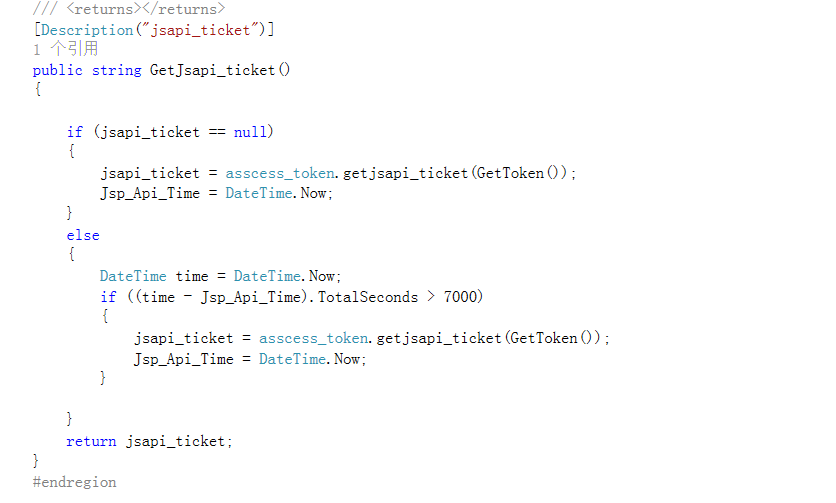 /// <returns></returns>
[Description("jsapi_ticket")]
1 个引用
public string GetJsapi_ticket()
{
if (jsapi_ticket == null)
{
jsapi_ticket = asscess_token.getjsapi_ticket(GetToken());
Jsp_Api_Time = DateTime.Now;
}
else
{
DateTime time = DateTime.Now;
if ((time - Jsp_Api_Time).TotalSeconds > 7000)
{
jsapi_ticket = asscess_token.getjsapi_ticket(GetToken());
Jsp_Api_Time = DateTime.Now;
}
}
return jsapi_ticket;
}
#endregion